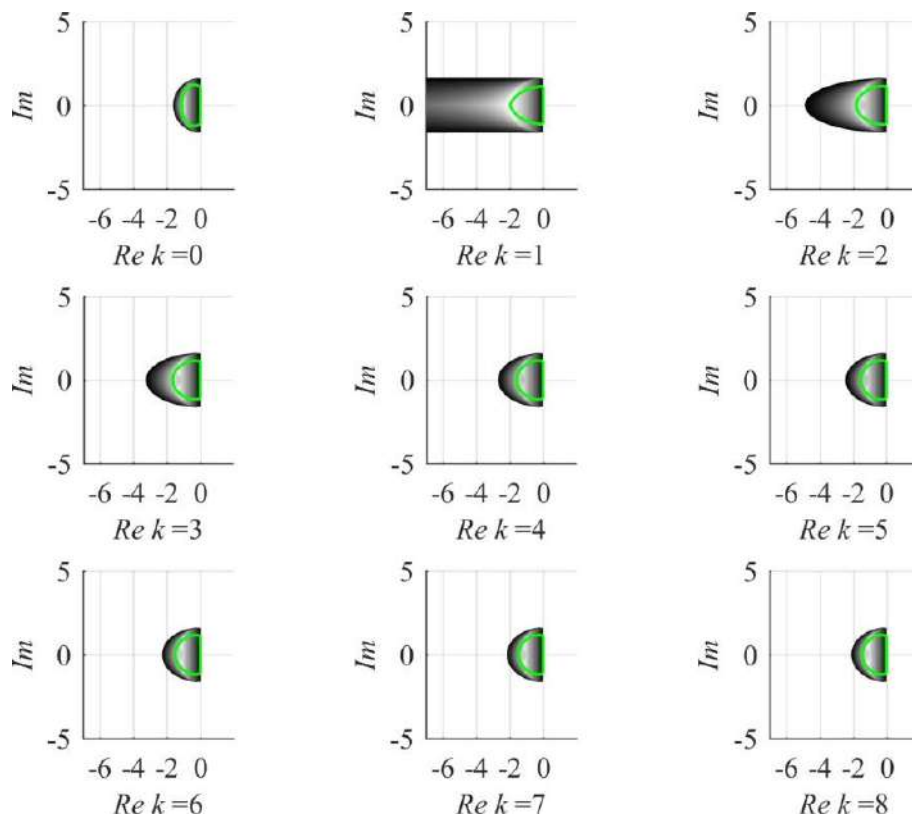 5 5 5
Im 0 Im 0 Im 0
-5 -5 -5
-6 -4 -2 0 -6 -4 -2 0 -6 -4 -2 0
Re k =0 Re k =1 Re k =2
5 5 5
Im 0 Im 0 Im 0
-5 -5 -5
-6 -4 -2 0 -6 -4 -2 0 -6 -4 -2 0
Re k =3 Re k =4 Re k =5
5 5 5
Im 0 Im 0 Im 0
-5 -5 -5
-6 -4 -2 0 -6 -4 -2 0 -6 -4 -2 0
Re k =6 Re k =7 Re k =8